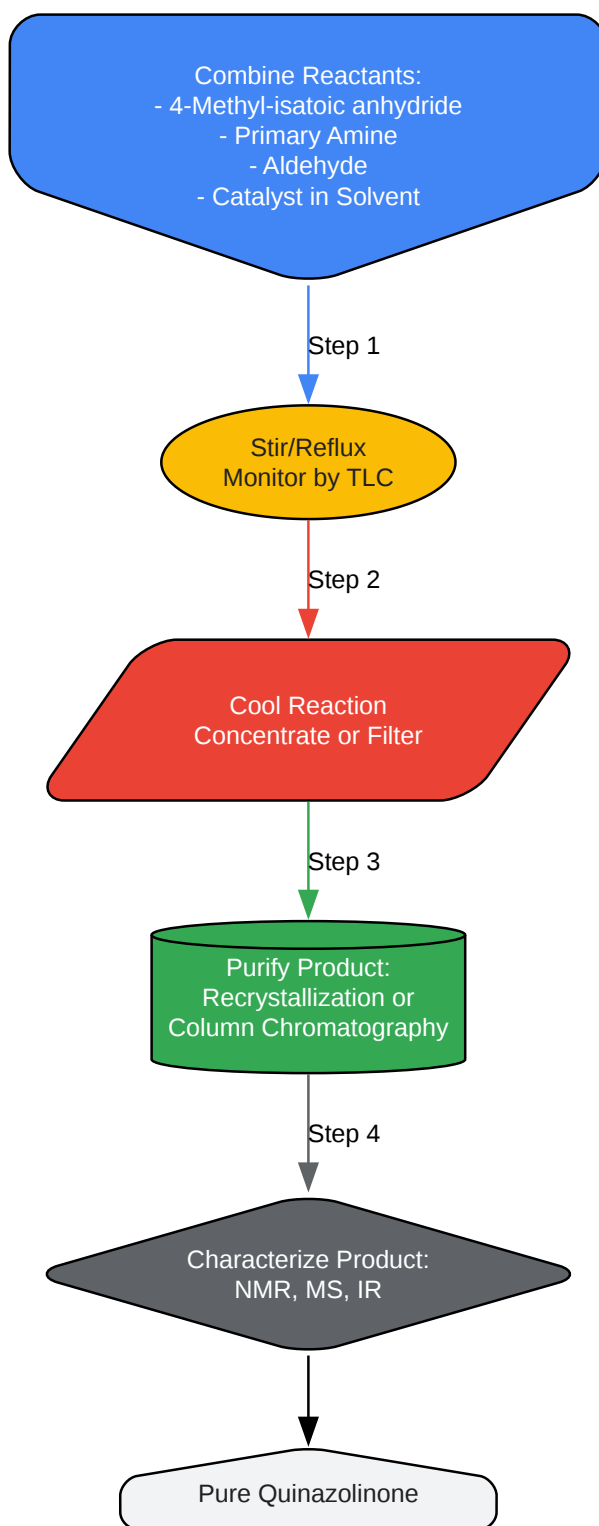 Combine Reactants:
- 4-Methyl-isatoic anhydride
- Primary Amine
- Aldehyde
- Catalyst in Solvent
Step 1
Stir/Reflux
Monitor by TLC
Step 2
Cool Reaction
Concentrate or Filter
Step 3
Purify Product:
Recrystallization or
Column Chromatography
Step 4
Characterize Product:
NMR, MS, IR
Pure Quinazolinone